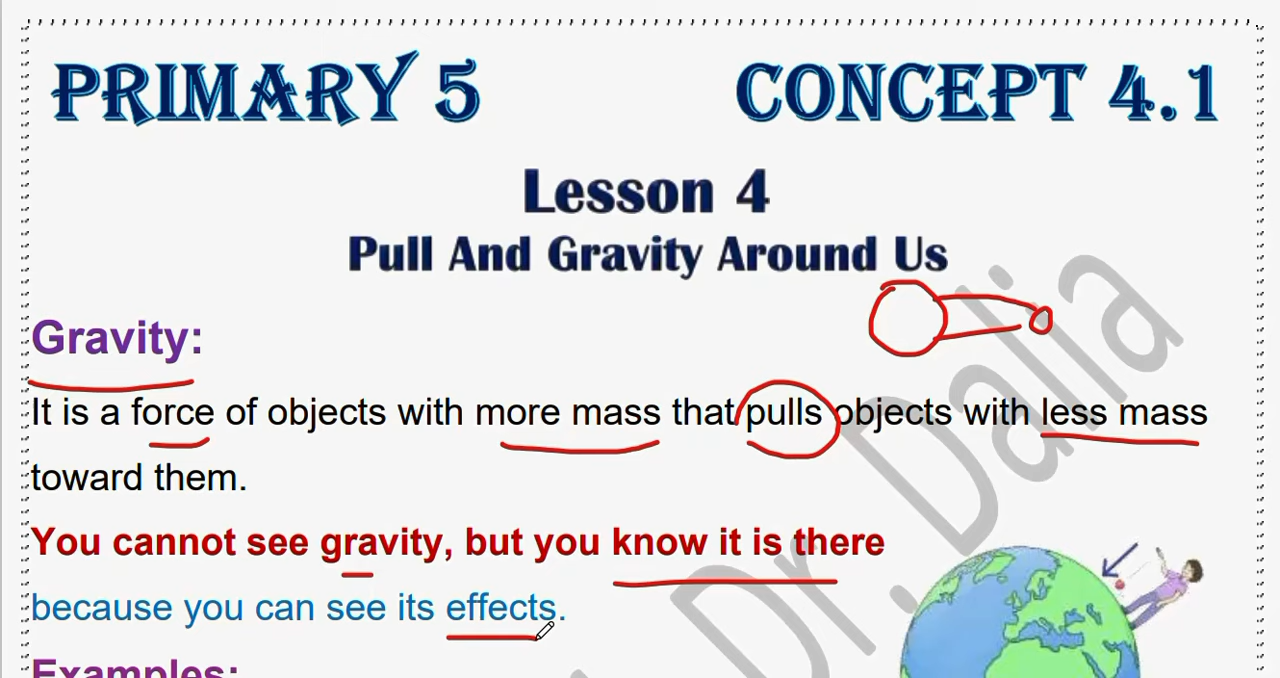 PRIMARY 5 CONCEPT 4.1
Lesson 4
Pull And Gravity Around Us
Gravity:
It is a force of objects with more mass that pulls objects with less mass
toward them.
You cannot see gravity, but you know it is there
because you can see its effects.
Examples:
Dr. Dalia